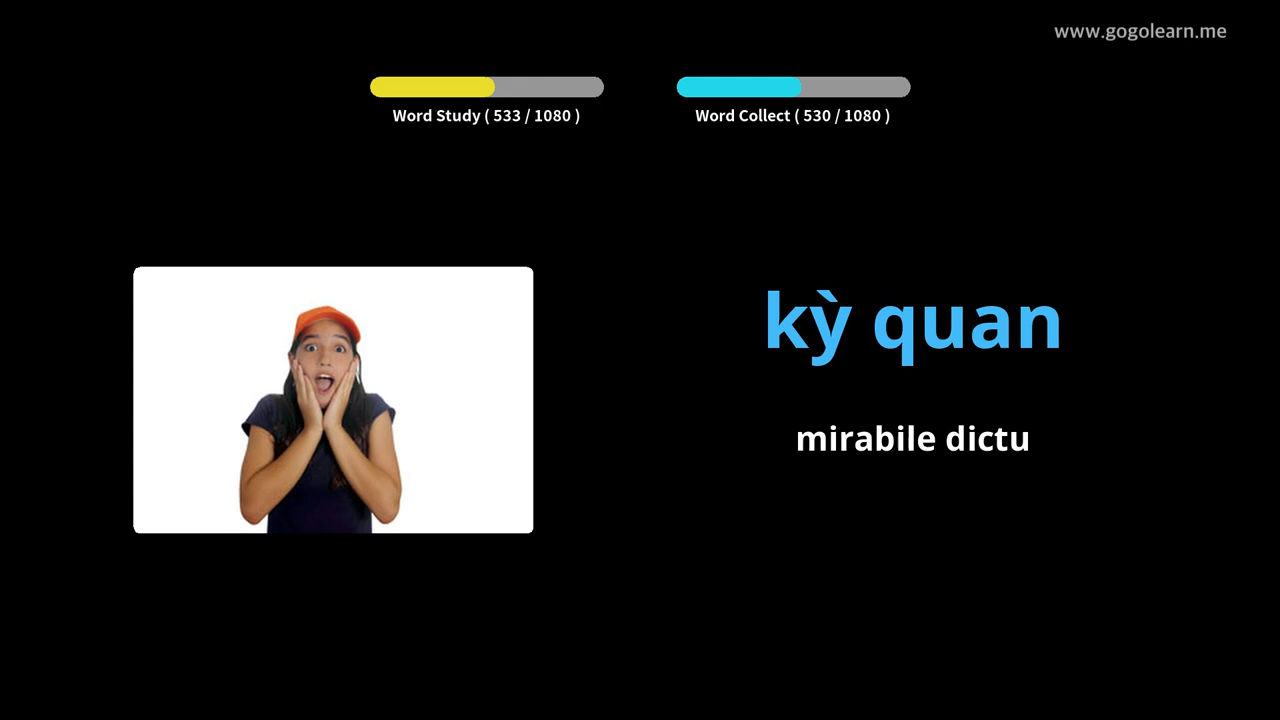 www.gogolearn.me
Word Study ( 533 / 1080 )
Word Collect ( 530 / 1080 )
kỳ quan
mirabile dictu